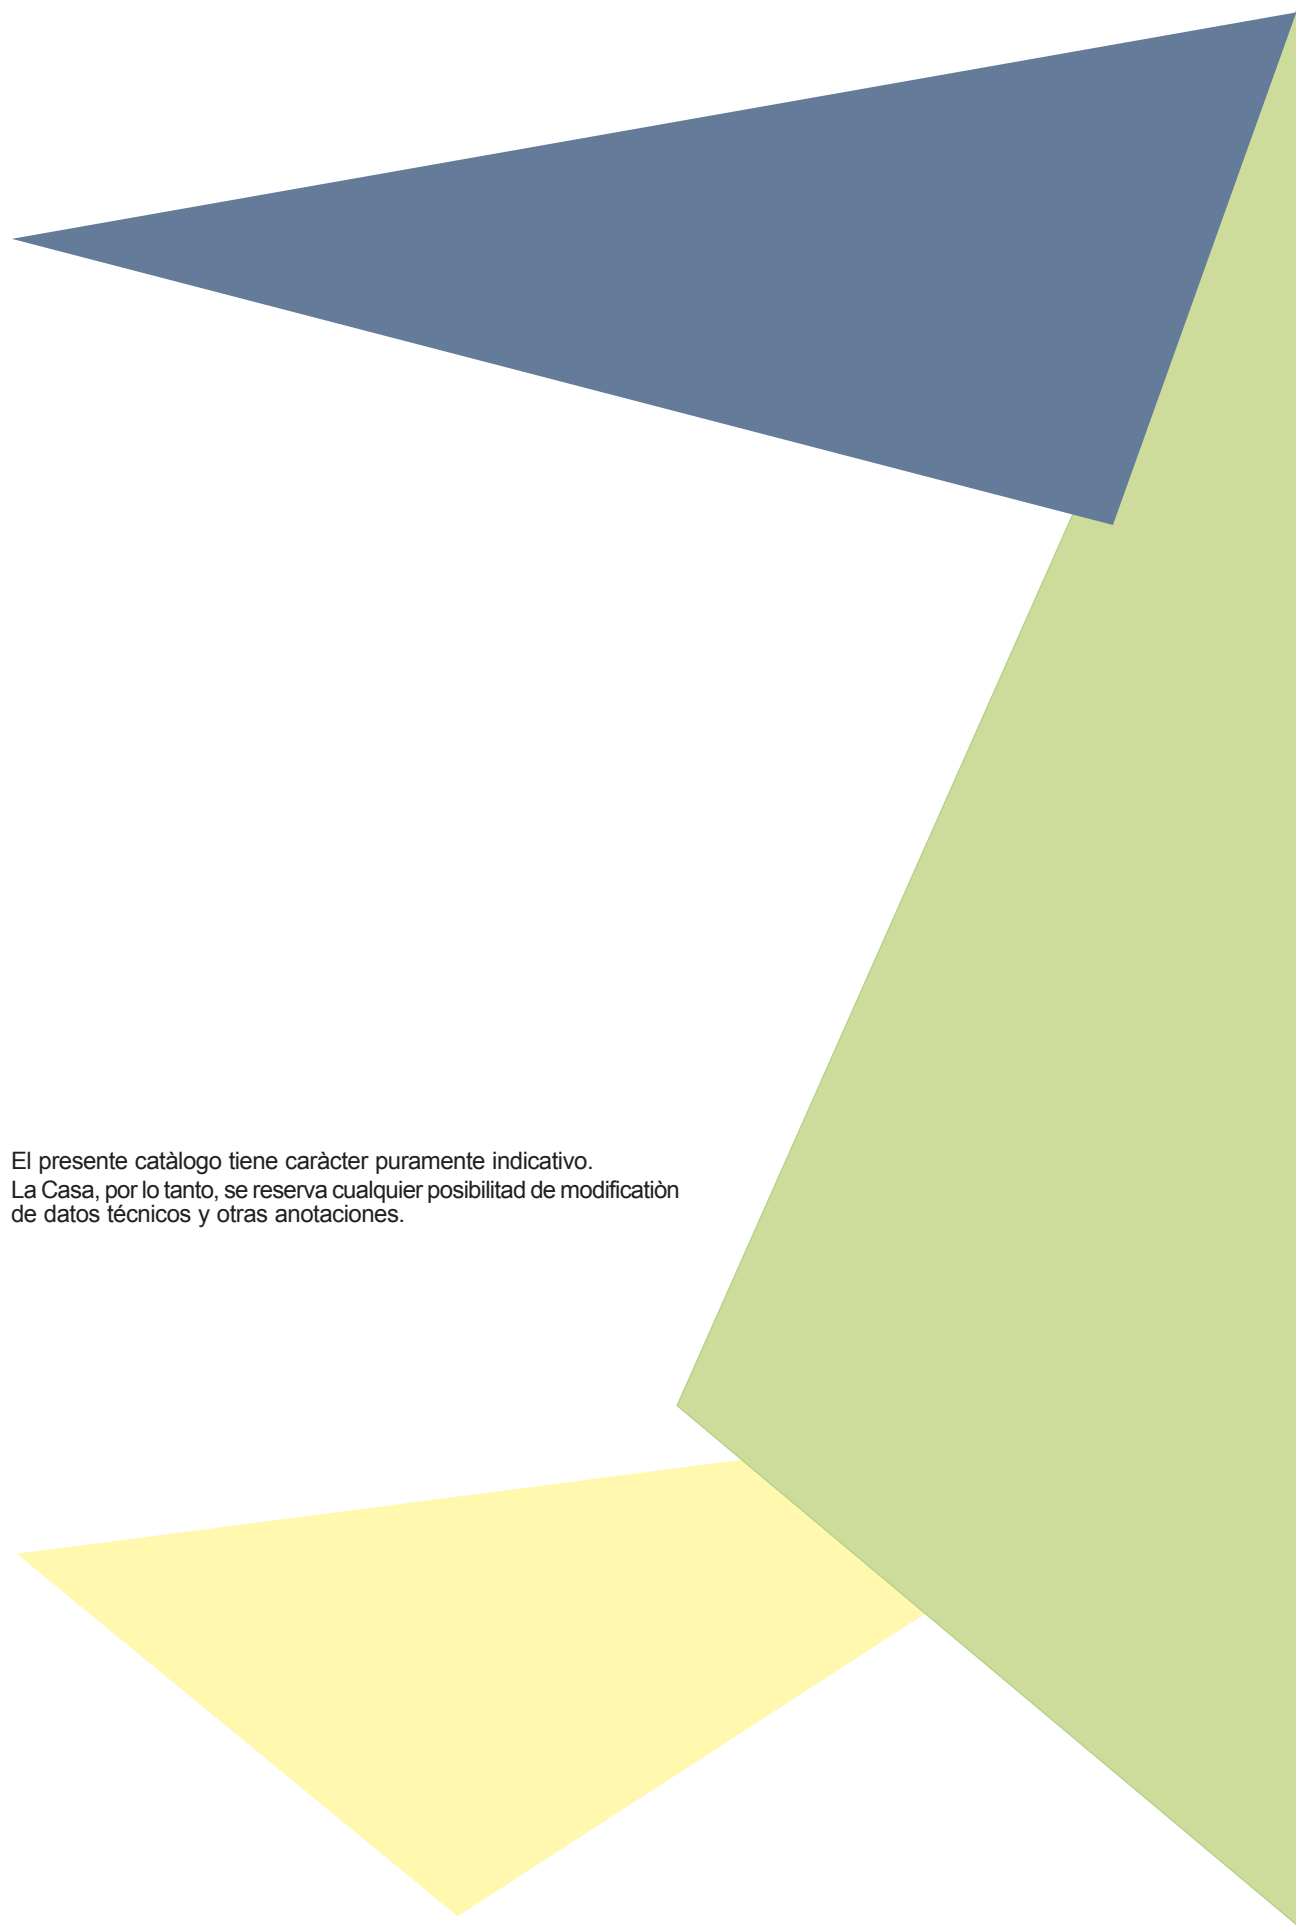 El presente catàlogo tiene caràcter puramente indicativo.
La Casa, por lo tanto, se reserva cualquier posibilitad de modificatiòn
de datos técnicos y otras anotaciones.